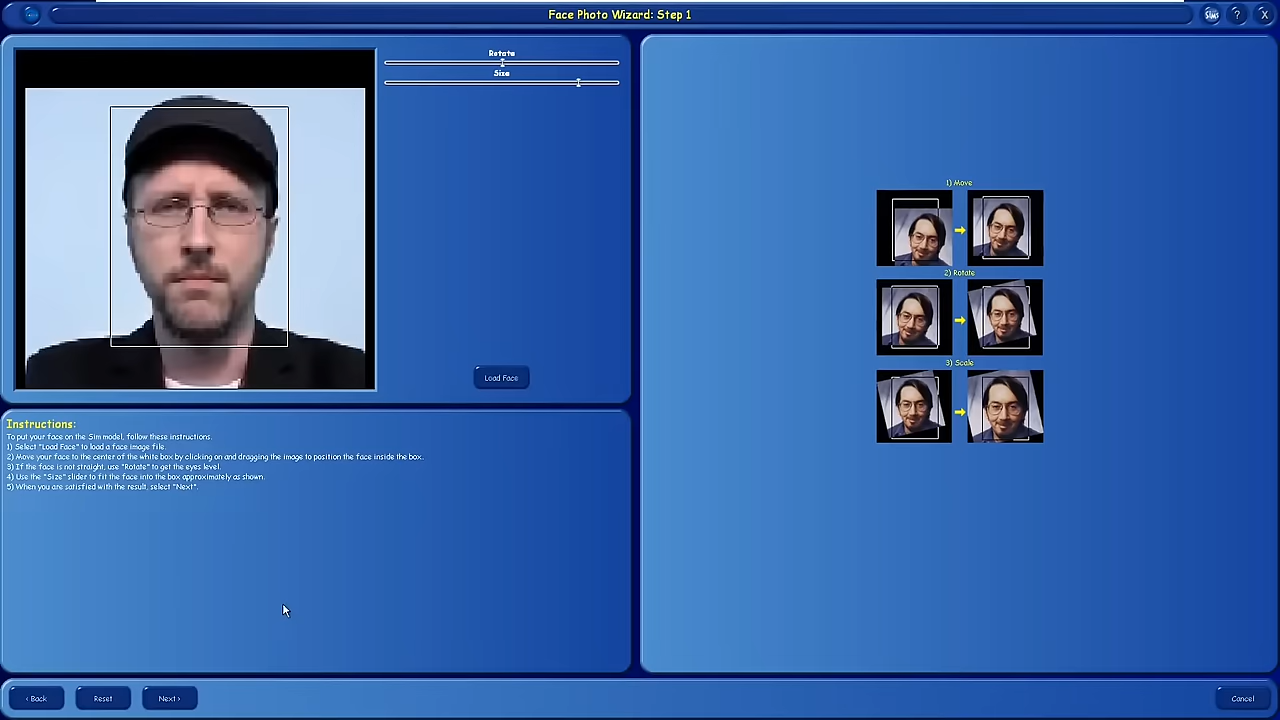 Face Photo Wizard: Step 1
SIMS
?
X
Rotate
Size
Load Face
1) Move
2) Rotate
3) Scale
Instructions:
To put your face on the Sim model, follow these instructions.
1) Select "Load Face" to load a face image file.
2) Move your face to the center of the white box by clicking on and dragging the image to position the face inside the box.
3) If the face is not straight, use "Rotate" to get the eyes level.
4) Use the "Size" slider to fit the face into the box approximately as shown.
5) When you are satisfied with the result, select "Next".
< Back
Reset
Next >
Cancel